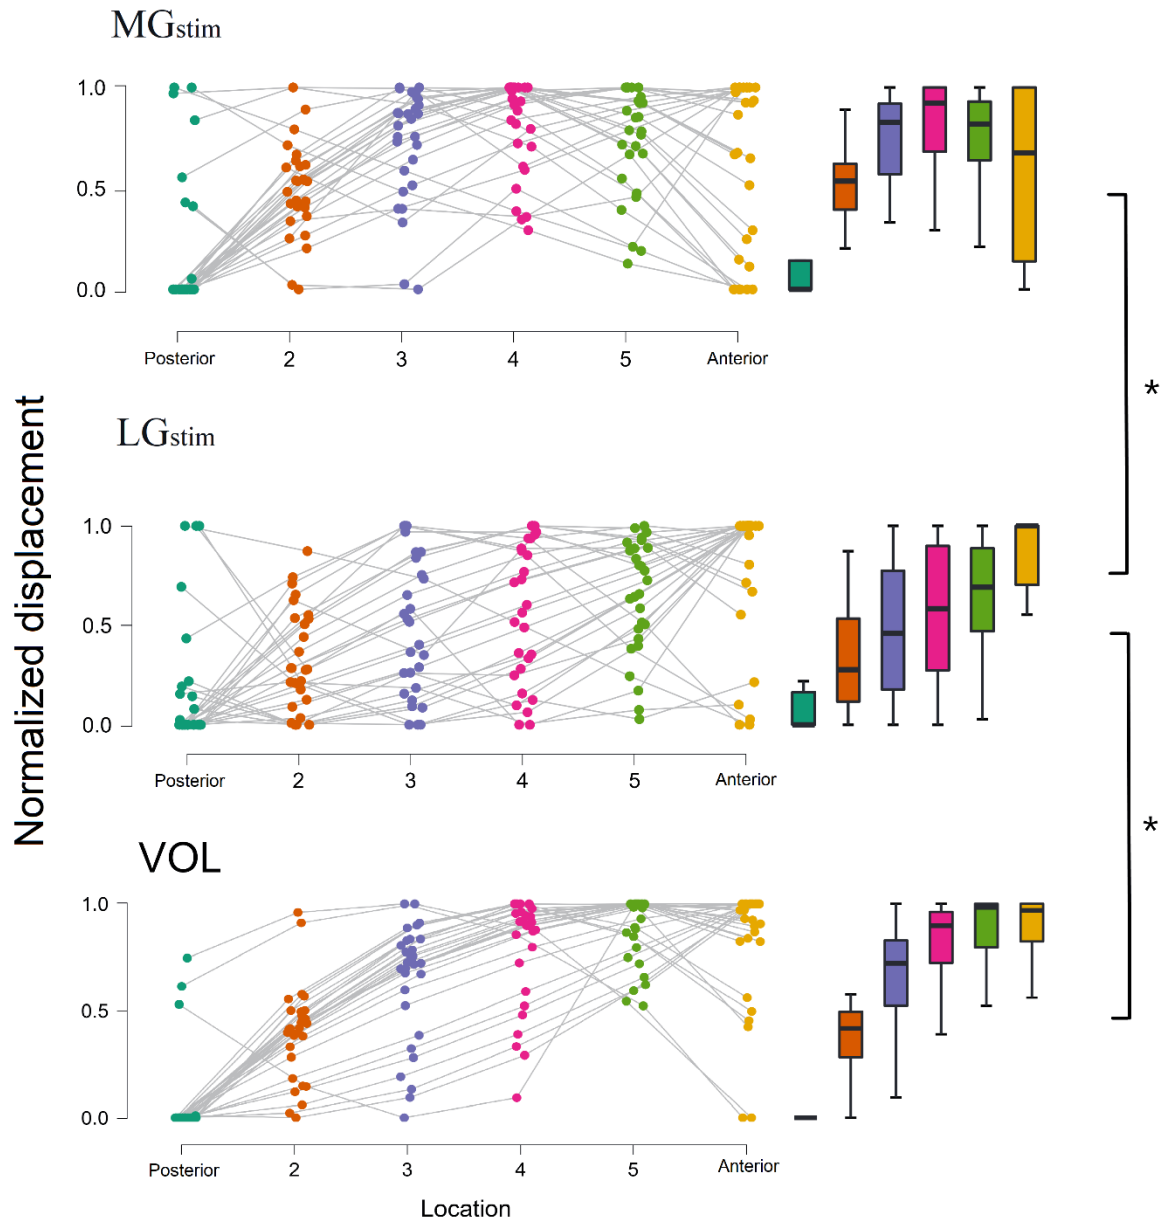 MGstim
1.0
0.5
0.0
Posterior 2 3 4 5 Anterior
*
Normalized displacement
LGstim
1.0
0.5
0.0
Posterior 2 3 4 5 Anterior
*
VOL
1.0
0.5
0.0
Posterior 2 3 4 5 Anterior
Location